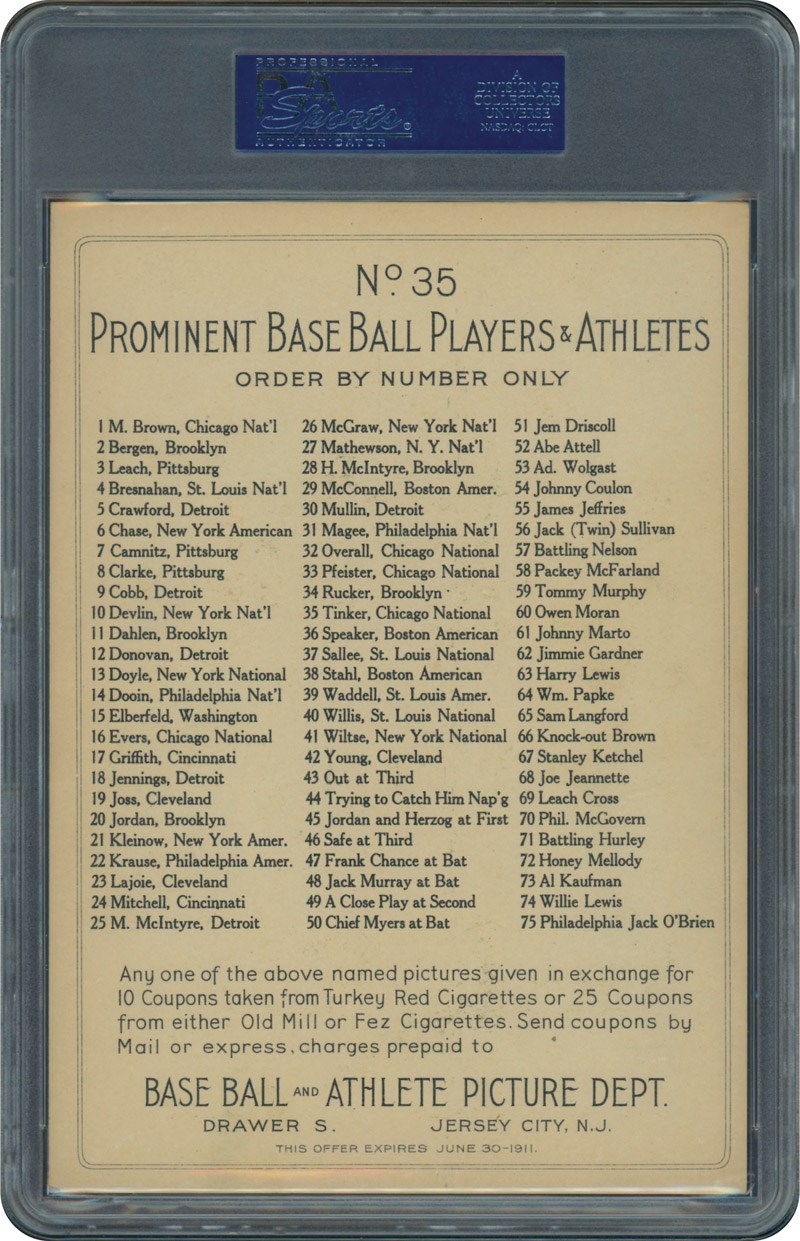 PROFESSIONAL
PSA
Sports
AUTHENTICATOR
A
DIVISION OF
COLLECTORS
UNIVERSE
NASDAQ: CLCT
Nº 35
PROMINENT BASE BALL PLAYERS & ATHLETES
ORDER BY NUMBER ONLY
1 M. Brown, Chicago Nat'l
2 Bergen, Brooklyn
3 Leach, Pittsburg
4 Bresnahan, St. Louis Nat'l
5 Crawford, Detroit
6 Chase, New York American
7 Camnitz, Pittsburg
8 Clarke, Pittsburg
9 Cobb, Detroit
10 Devlin, New York Nat'l
11 Dahlen, Brooklyn
12 Donovan, Detroit
13 Doyle, New York National
14 Dooin, Philadelphia Nat'l
15 Elberfeld, Washington
16 Evers, Chicago National
17 Griffith, Cincinnati
18 Jennings, Detroit
19 Joss, Cleveland
20 Jordan, Brooklyn
21 Kleinow, New York Amer.
22 Krause, Philadelphia Amer.
23 Lajoie, Cleveland
24 Mitchell, Cincinnati
25 M. McIntyre, Detroit
26 McGraw, New York Nat'l
27 Mathewson, N. Y. Nat'l
28 H. McIntyre, Brooklyn
29 McConnell, Boston Amer.
30 Mullin, Detroit
31 Magee, Philadelphia Nat'l
32 Overall, Chicago National
33 Pfeister, Chicago National
34 Rucker, Brooklyn
35 Tinker, Chicago National
36 Speaker, Boston American
37 Sallee, St. Louis National
38 Stahl, Boston American
39 Waddell, St. Louis Amer.
40 Willis, St. Louis National
41 Wiltse, New York National
42 Young, Cleveland
43 Out at Third
44 Trying to Catch Him Nap'g
45 Jordan and Herzog at First
46 Safe at Third
47 Frank Chance at Bat
48 Jack Murray at Bat
49 A Close Play at Second
50 Chief Myers at Bat
51 Jem Driscoll
52 Abe Attell
53 Ad. Wolgast
54 Johnny Coulon
55 James Jeffries
56 Jack (Twin) Sullivan
57 Battling Nelson
58 Packey McFarland
59 Tommy Murphy
60 Owen Moran
61 Johnny Marto
62 Jimmie Gardner
63 Harry Lewis
64 Wm. Papke
65 Sam Langford
66 Knock-out Brown
67 Stanley Ketchel
68 Joe Jeannette
69 Leach Cross
70 Phil. McGovern
71 Battling Hurley
72 Honey Mellody
73 Al Kaufman
74 Willie Lewis
75 Philadelphia Jack O'Brien
Any one of the above named pictures given in exchange for
10 Coupons taken from Turkey Red Cigarettes or 25 Coupons
from either Old Mill or Fez Cigarettes. Send coupons by
Mail or express, charges prepaid to
BASE BALL AND ATHLETE PICTURE DEPT.
DRAWER S. JERSEY CITY, N.J.
THIS OFFER EXPIRES JUNE 30-1911.